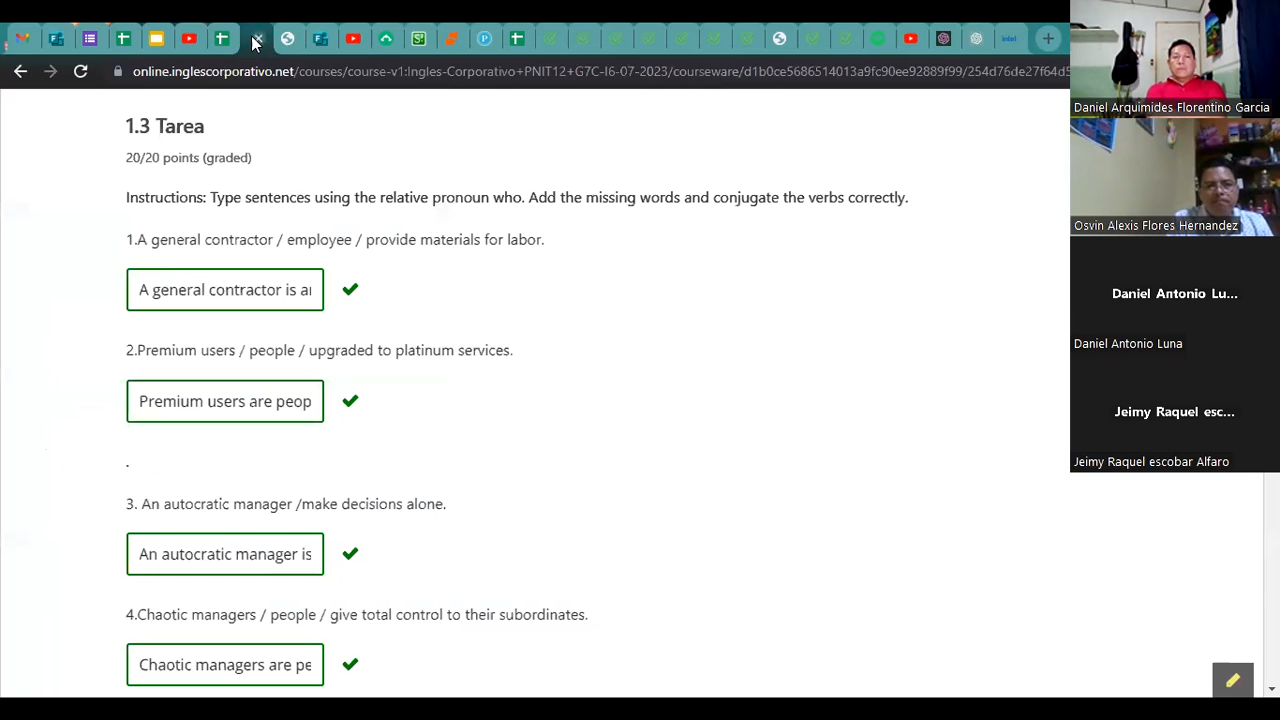 online.inglescorporativo.net/courses/course-v1:Ingles-Corporativo+PNIT12+G7C-I6-07-2023/courseware/d1b0ce5686514013a9fc90ee92889f99/254d76de27f64d5
1.3 Tarea
20/20 points (graded)
Instructions: Type sentences using the relative pronoun who. Add the missing words and conjugate the verbs correctly.
1.A general contractor / employee / provide materials for labor.
A general contractor is an
2.Premium users / people / upgraded to platinum services.
Premium users are peop
.
3. An autocratic manager /make decisions alone.
An autocratic manager is
4.Chaotic managers / people / give total control to their subordinates.
Chaotic managers are pe
Daniel Arquimides Florentino Garcia
Osvin Alexis Flores Hernandez
Daniel Antonio Lu...
Daniel Antonio Luna
Jeimy Raquel esc...
Jeimy Raquel escobar Alfaro